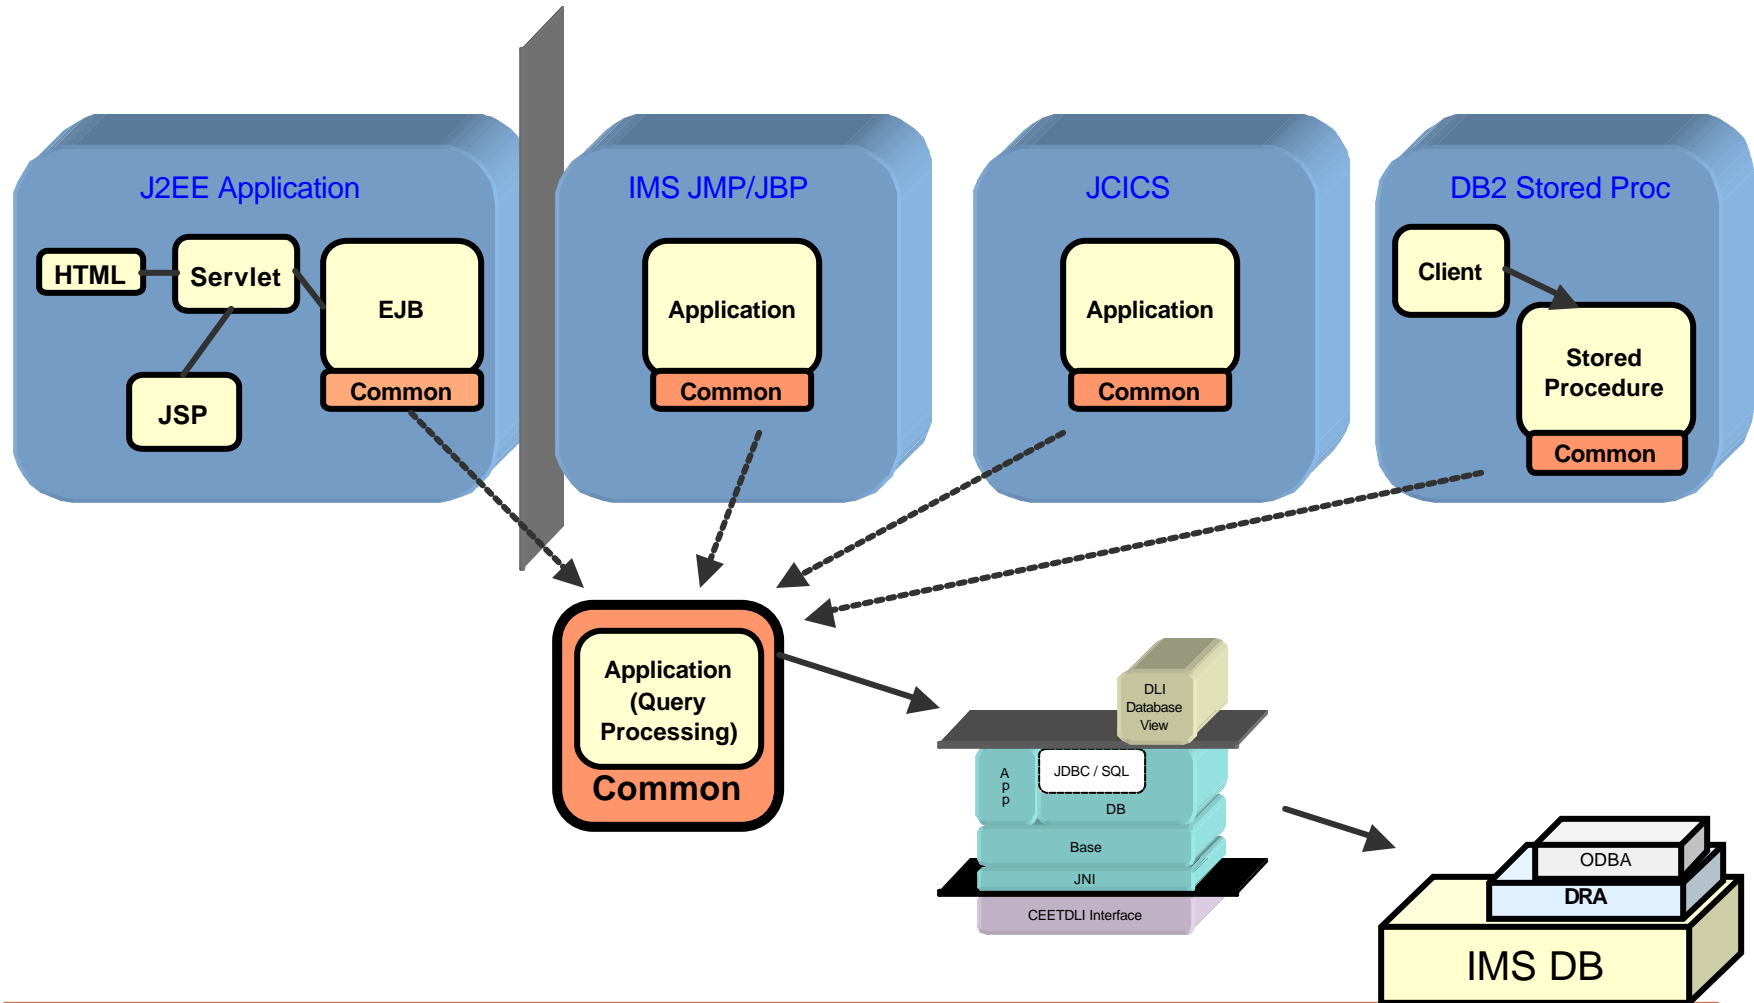 J2EE Application
IMS JMP/JBP
JCICS
DB2 Stored Proc
HTML
Servlet
EJB
Common
JSP
Application
Common
Application
Common
Client
Stored
Procedure
Common
Application
(Query
Processing)
Common
DLI
Database
View
A
p
p
JDBC / SQL
DB
Base
JNI
CEETDLI Interface
ODBA
DRA
IMS DB